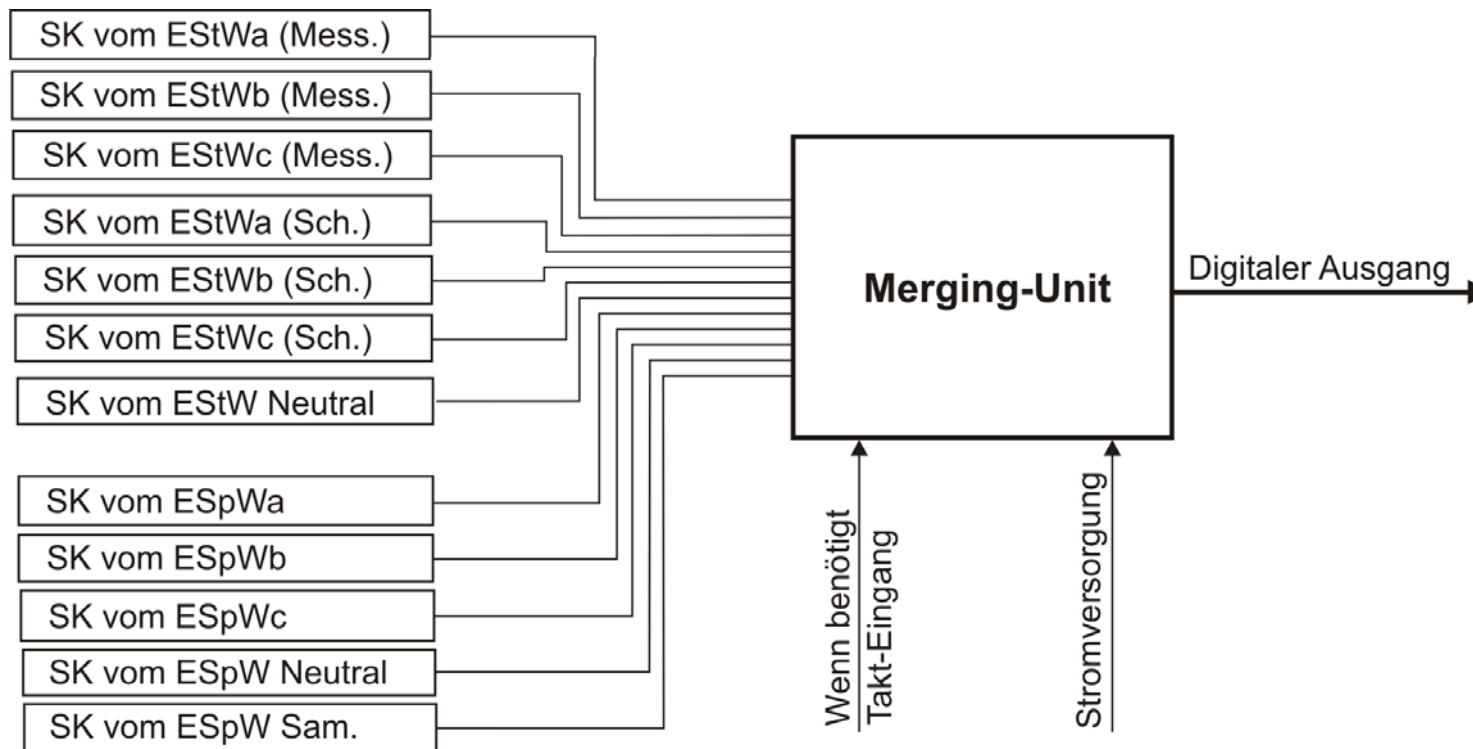 SK vom EStWa (Mess.)
SK vom EStWb (Mess.)
SK vom EStWc (Mess.)
SK vom EStWa (Sch.)
SK vom EStWb (Sch.)
SK vom EStWc (Sch.)
SK vom EStW Neutral
SK vom ESpWa
SK vom ESpWb
SK vom ESpWc
SK vom ESpW Neutral
SK vom ESpW Sam.
Merging-Unit
Digitaler Ausgang
Wenn benötigt
Takt-Eingang
Stromversorgung